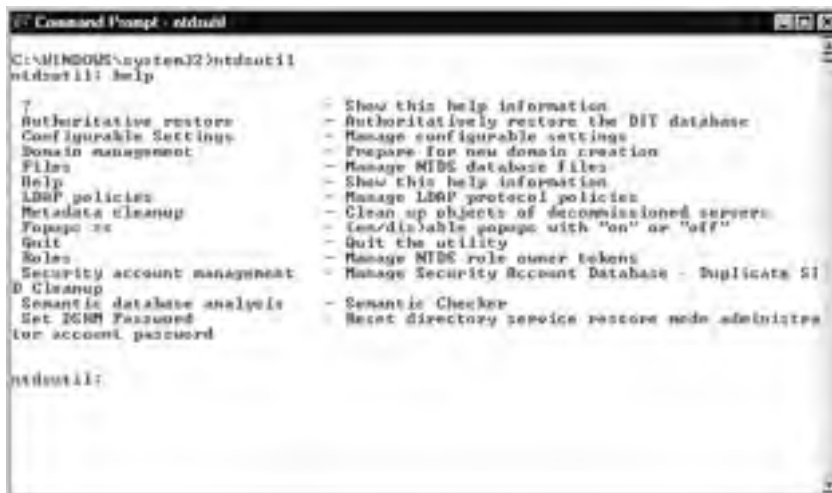 Command Prompt - ntdsutil
C:\WINDOWS\system32>ntdsutil
ntdsutil: help
? - Show this help information
Authoritative restore - Authoritatively restore the DIT database
Configurable Settings - Manage configurable settings
Domain management - Prepare for new domain creation
Files - Manage NTDS database files
Help - Show this help information
LDAP policies - Manage LDAP protocol policies
Metadata cleanup - Clean up objects of decommissioned servers
Popups %s - (en/dis)able popups with "on" or "off"
Quit - Quit the utility
Roles - Manage NTDS role owner tokens
Security account management - Manage Security Account Database - Duplicate SI
D Cleanup
Semantic database analysis - Semantic Checker
Set DSRM Password - Reset directory service restore mode administra
tor account password
ntdsutil: